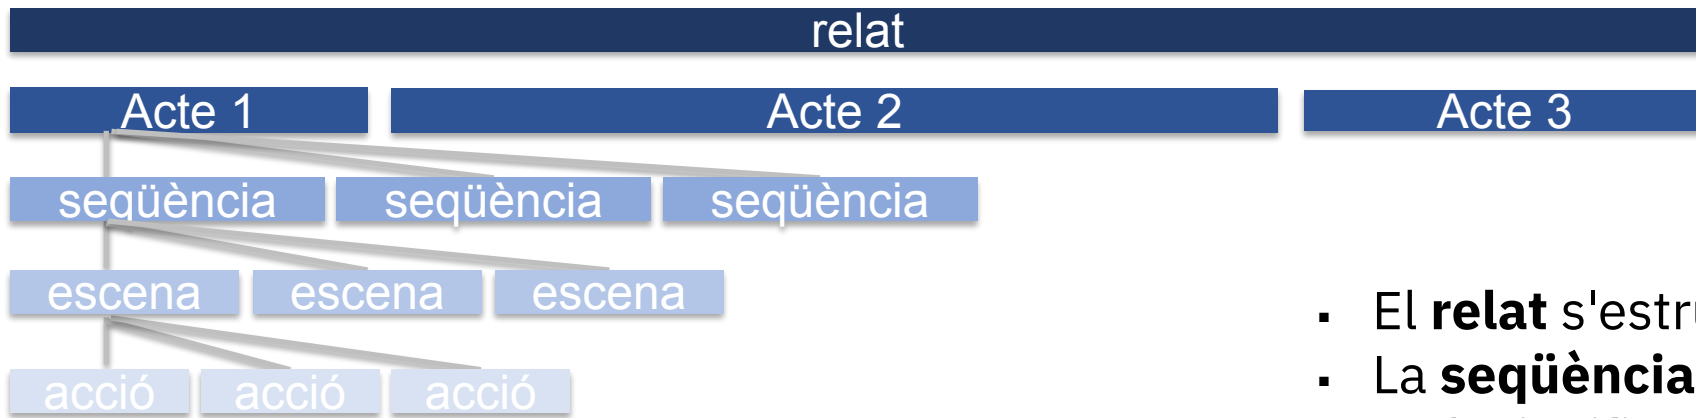 relat
Acte 1 Acte 2 Acte 3
seqüència seqüència seqüència
escena escena escena
▪ El relat s'estru
▪ La seqüència
acció acció acció